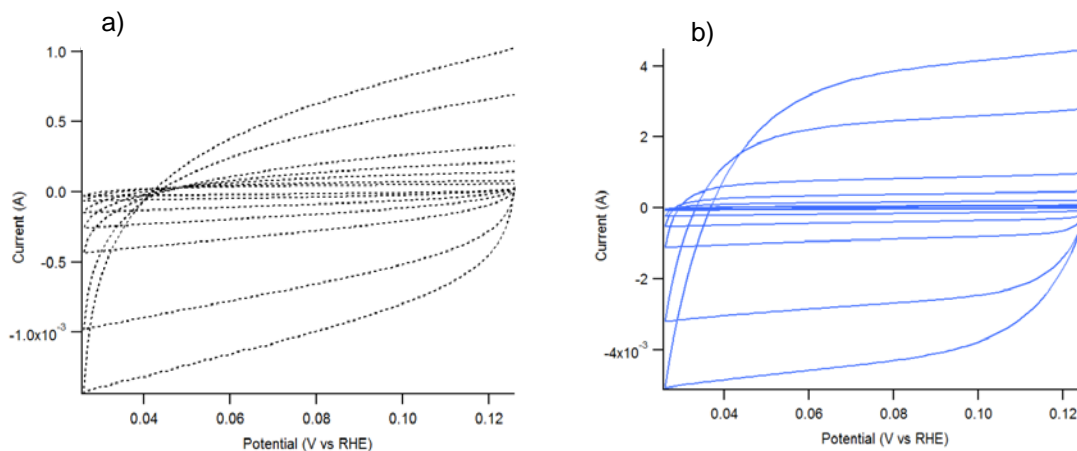 a)
1.0
0.5
0.0
-0.5
-1.0x10⁻³
Current (A)
0.04 0.06 0.08 0.10 0.12
Potential (V vs RHE)
b)
4
2
0
-2
-4x10⁻³
Current (A)
0.04 0.06 0.08 0.10 0.12
Potential (V vs RHE)